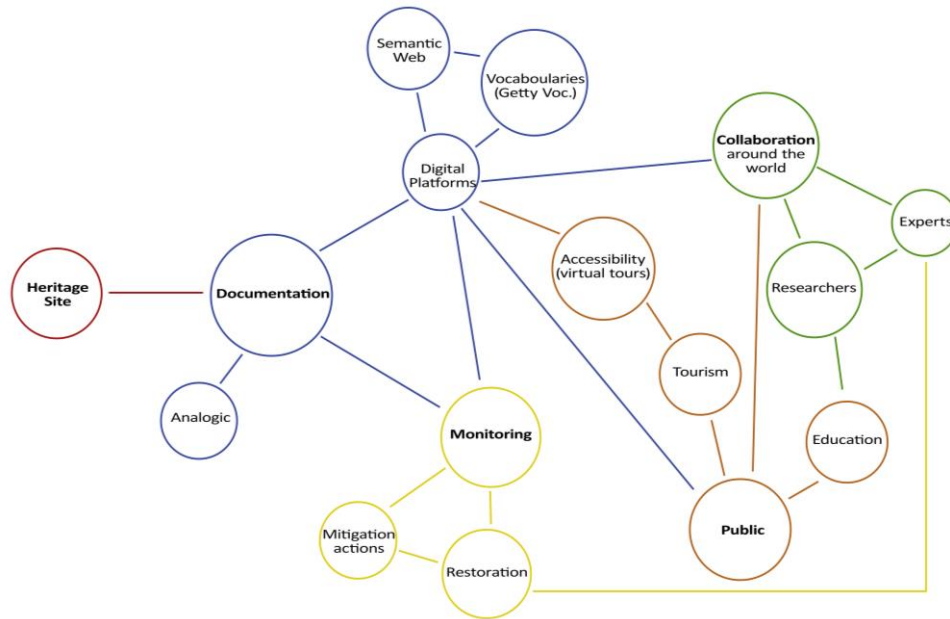 Semantic
Web
Vocaboularies
(Getty Voc.)
Collaboration
around the
world
Digital
Platforms
Experts
Accessibility
(virtual tours)
Heritage
Site
Documentation
Researchers
Tourism
Analogic
Monitoring
Education
Public
Mitigation
actions
Restoration